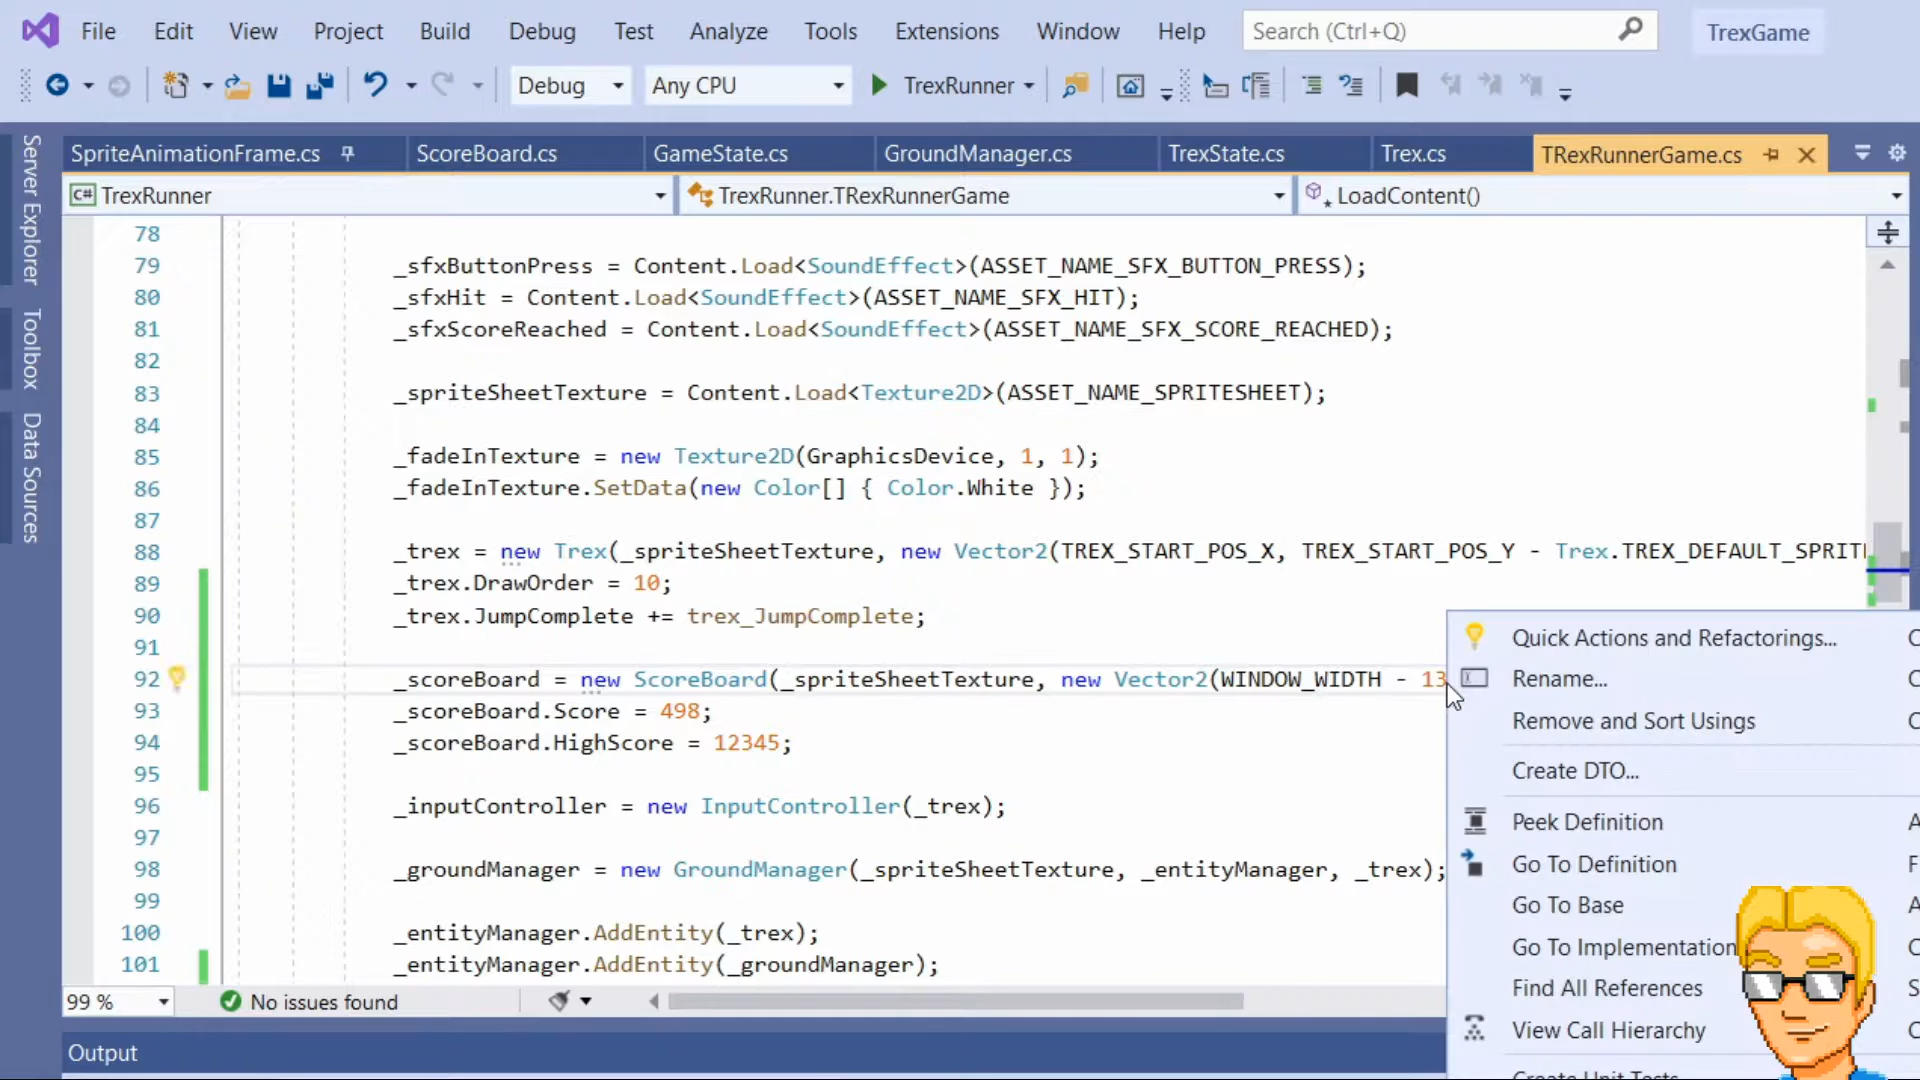 File Edit View Project Build Debug Test Analyze Tools Extensions Window Help Search (Ctrl+Q) TrexGame
Debug Any CPU TrexRunner
Server Explorer
Toolbox
Data Sources
SpriteAnimationFrame.cs ScoreBoard.cs GameState.cs GroundManager.cs TrexState.cs Trex.cs TRexRunnerGame.cs
C# TrexRunner TrexRunner.TRexRunnerGame LoadContent()
78
79 _sfxButtonPress = Content.Load<SoundEffect>(ASSET_NAME_SFX_BUTTON_PRESS);
80 _sfxHit = Content.Load<SoundEffect>(ASSET_NAME_SFX_HIT);
81 _sfxScoreReached = Content.Load<SoundEffect>(ASSET_NAME_SFX_SCORE_REACHED);
82
83 _spriteSheetTexture = Content.Load<Texture2D>(ASSET_NAME_SPRITESHEET);
84
85 _fadeInTexture = new Texture2D(GraphicsDevice, 1, 1);
86 _fadeInTexture.SetData(new Color[] { Color.White });
87
88 _trex = new Trex(_spriteSheetTexture, new Vector2(TREX_START_POS_X, TREX_START_POS_Y - Trex.TREX_DEFAULT_SPRIT
89 _trex.DrawOrder = 10;
90 _trex.JumpComplete += trex_JumpComplete;
91
92 _scoreBoard = new ScoreBoard(_spriteSheetTexture, new Vector2(WINDOW_WIDTH - 13
93 _scoreBoard.Score = 498;
94 _scoreBoard.HighScore = 12345;
95
96 _inputController = new InputController(_trex);
97
98 _groundManager = new GroundManager(_spriteSheetTexture, _entityManager, _trex);
99
100 _entityManager.AddEntity(_trex);
101 _entityManager.AddEntity(_groundManager);
Quick Actions and Refactorings... C
Rename... C
Remove and Sort Usings C
Create DTO...
Peek Definition A
Go To Definition F
Go To Base A
Go To Implementation C
Find All References S
View Call Hierarchy C
Create Unit Tests
99 % No issues found
Output